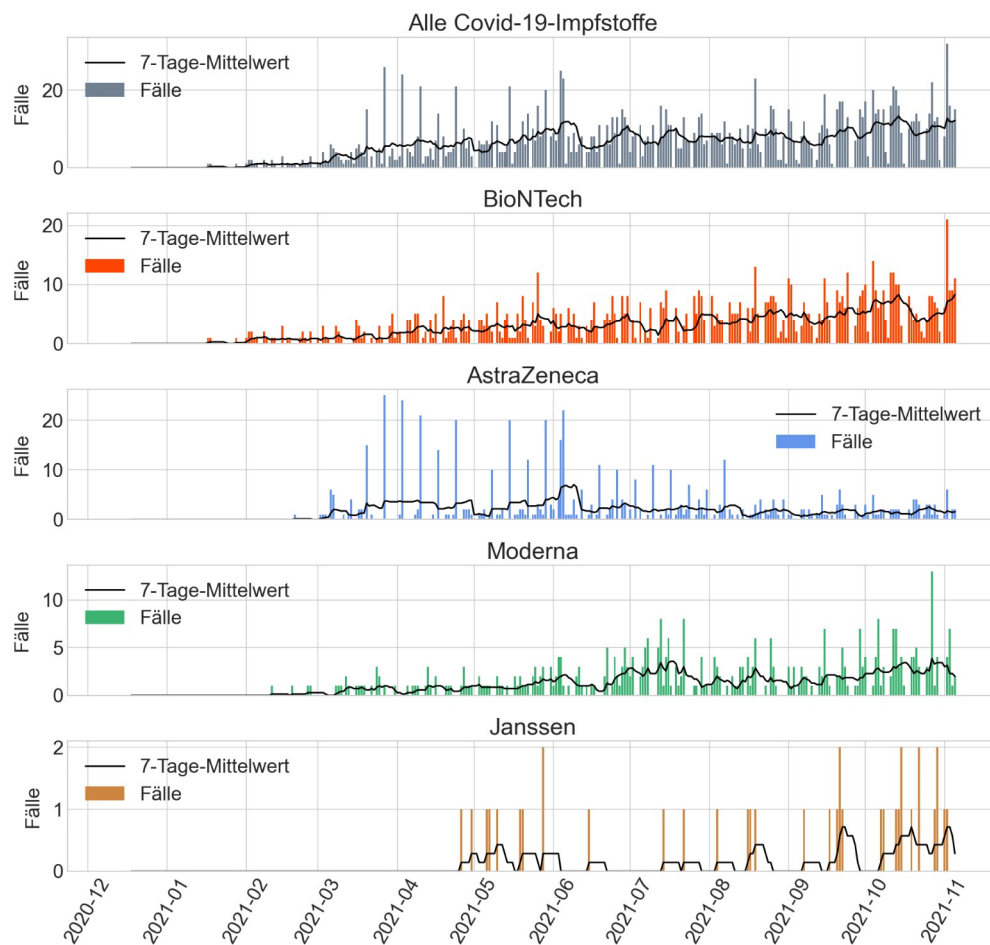 Alle Covid-19-Impfstoffe
Fälle
20
0
7-Tage-Mittelwert
Fälle
BioNTech
Fälle
20
10
0
7-Tage-Mittelwert
Fälle
AstraZeneca
Fälle
20
10
0
7-Tage-Mittelwert
Fälle
Moderna
Fälle
10
5
0
7-Tage-Mittelwert
Fälle
Janssen
Fälle
2
1
0
7-Tage-Mittelwert
Fälle
2020-12
2021-01
2021-02
2021-03
2021-04
2021-05
2021-06
2021-07
2021-08
2021-09
2021-10
2021-11